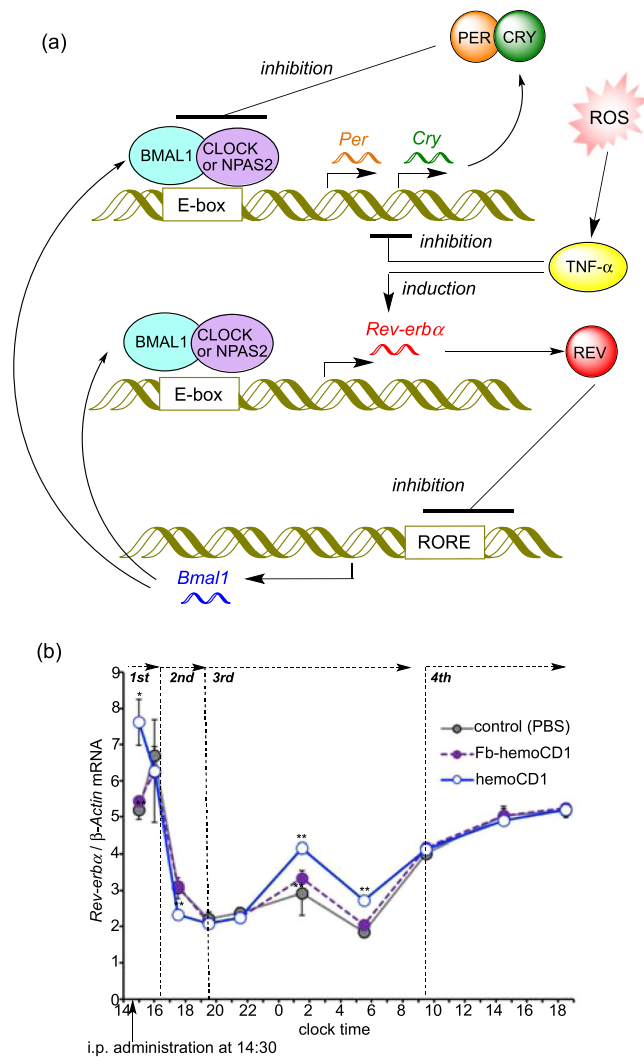 (a)
PER
CRY
inhibition
ROS
Per
Cry
BMAL1
CLOCK
or NPAS2
E-box
inhibition
TNF-α
induction
BMAL1
CLOCK
or NPAS2
Rev-erbα
REV
E-box
inhibition
RORE
Bmal1
(b)
1st
2nd
3rd
4th
9
8
7
6
5
4
3
2
1
0
Rev-erbα / β-Actin mRNA
*
**
**
**
**
**
control (PBS)
Fb-hemoCD1
hemoCD1
14 16 18 20 22 0 2 4 6 8 10 12 14 16 18
clock time
i.p. administration at 14:30